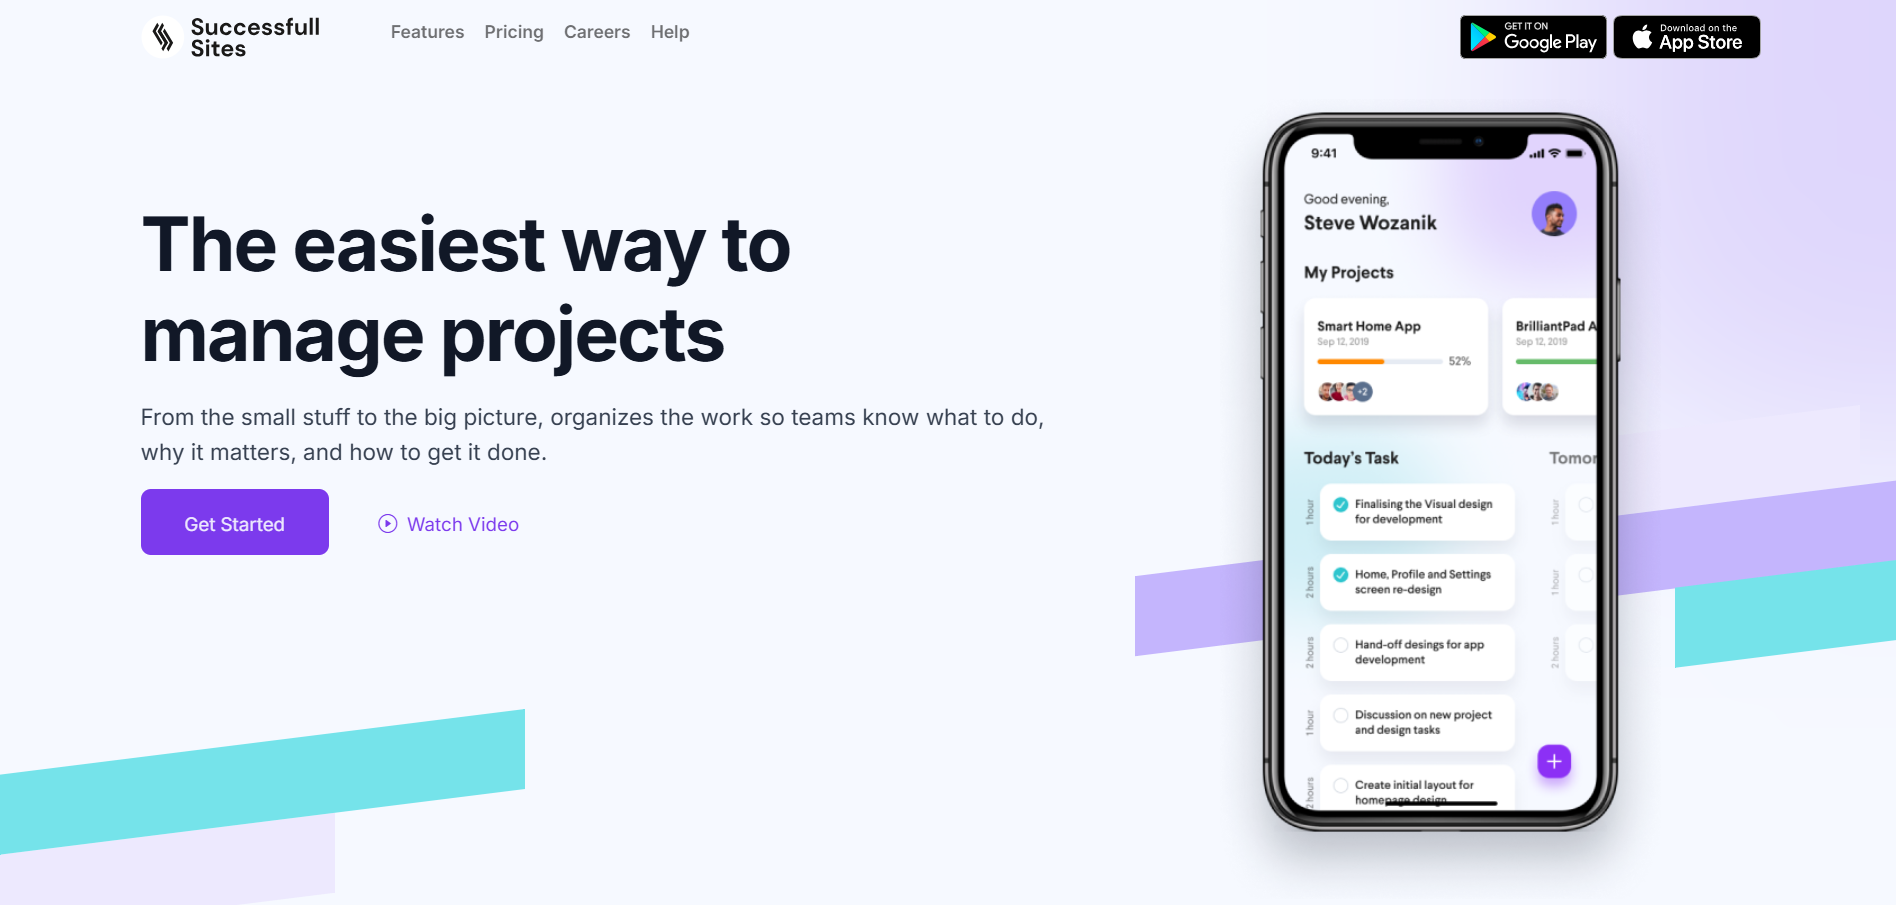 Successfull
Sites
Features Pricing Careers Help
GET IT ON
Google Play
Download on the
App Store
The easiest way to
manage projects
From the small stuff to the big picture, organizes the work so teams know what to do,
why it matters, and how to get it done.
Get Started
Watch Video
9:41
Good evening,
Steve Wozanik
My Projects
Smart Home App
Sep 12, 2019
52%
+2
BrilliantPad A
Sep 12, 2019
Today's Task
Tomor
1 hour
Finalising the Visual design
for development
1 hour
2 hours
Home, Profile and Settings
screen re-design
1 hour
2 hours
Hand-off desings for app
development
2 hours
1 hour
Discussion on new project
and design tasks
2 hours
Create initial layout for
homepage design